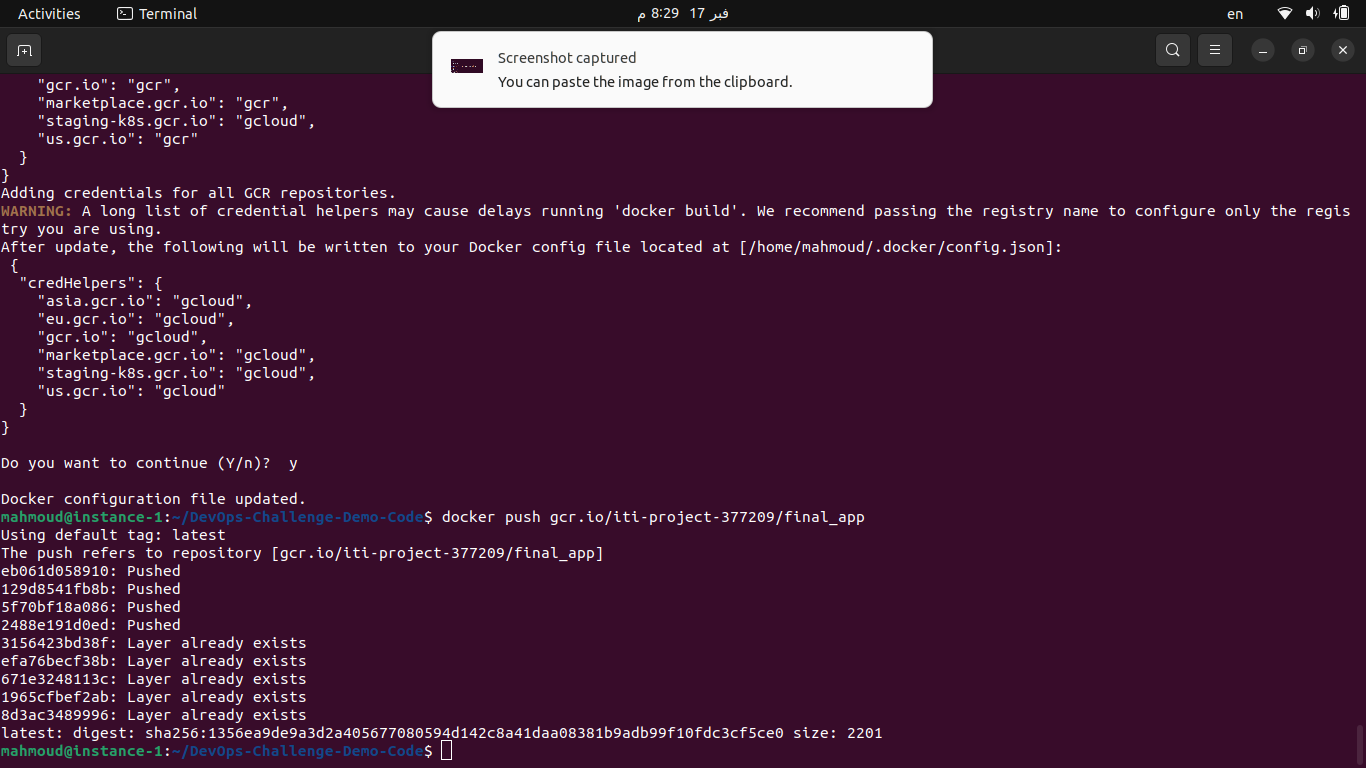 Activities
Terminal
فبر 17 8:29 م
en
Screenshot captured
You can paste the image from the clipboard.
"gcr.io": "gcr",
"marketplace.gcr.io": "gcr",
"staging-k8s.gcr.io": "gcloud",
"us.gcr.io": "gcr"
}
}
Adding credentials for all GCR repositories.
WARNING: A long list of credential helpers may cause delays running 'docker build'. We recommend passing the registry name to configure only the regis
try you are using.
After update, the following will be written to your Docker config file located at [/home/mahmoud/.docker/config.json]:
{
"credHelpers": {
"asia.gcr.io": "gcloud",
"eu.gcr.io": "gcloud",
"gcr.io": "gcloud",
"marketplace.gcr.io": "gcloud",
"staging-k8s.gcr.io": "gcloud",
"us.gcr.io": "gcloud"
}
}
Do you want to continue (Y/n)?  y
Docker configuration file updated.
mahmoud@instance-1:~/DevOps-Challenge-Demo-Code$ docker push gcr.io/iti-project-377209/final_app
Using default tag: latest
The push refers to repository [gcr.io/iti-project-377209/final_app]
eb061d058910: Pushed
129d8541fb8b: Pushed
5f70bf18a086: Pushed
2488e191d0ed: Pushed
3156423bd38f: Layer already exists
efa76becf38b: Layer already exists
671e3248113c: Layer already exists
1965cfbef2ab: Layer already exists
8d3ac3489996: Layer already exists
latest: digest: sha256:1356ea9de9a3d2a405677080594d142c8a41daa08381b9adb99f10fdc3cf5ce0 size: 2201
mahmoud@instance-1:~/DevOps-Challenge-Demo-Code$